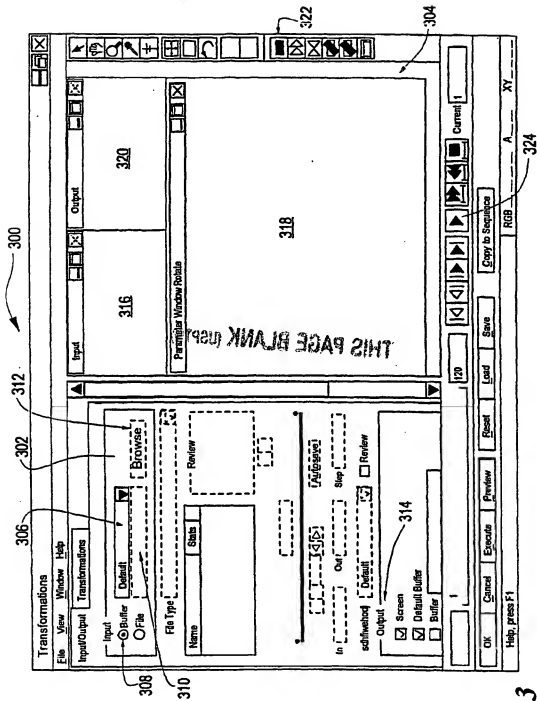 300
Transformations
File View Window Help
Input/Output Transformations
302
304
306
308
310
312
314
322
324
Input
Buffer
File
Default
Browse
File Type
Name Stats
Review
Autosave
In Out Step
Default Review
Output
Screen
Default Buffer
Buffer
Input
316
Output
320
Parameter Window Rotate
318
THIS PAGE BLANK (USPTO)
1 120 Current 1
OK Cancel Execute Preview Reset Load Save Copy to Sequence
Help, press F1
RGB A XY
3